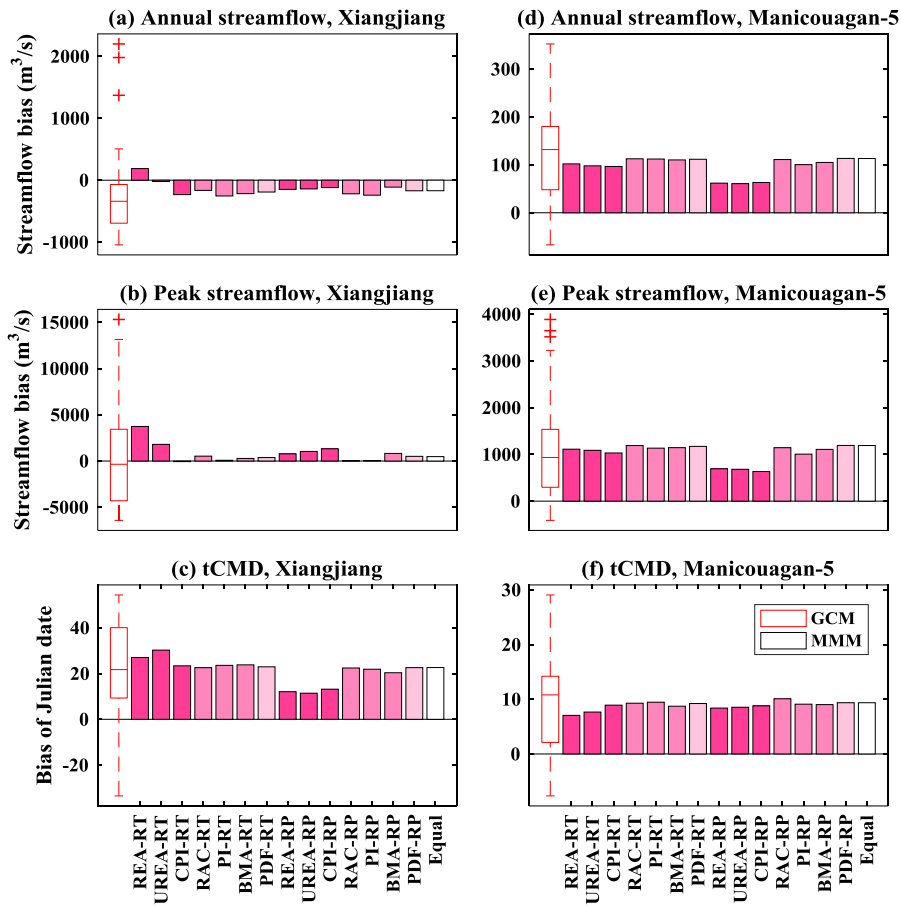 (a) Annual streamflow, Xiangjiang
Streamflow bias (m³/s)
2000
1000
0
-1000
(d) Annual streamflow, Manicouagan-5
300
200
100
0
(b) Peak streamflow, Xiangjiang
Streamflow bias (m³/s)
15000
10000
5000
0
-5000
(e) Peak streamflow, Manicouagan-5
4000
3000
2000
1000
0
(c) tCMD, Xiangjiang
Bias of Julian date
40
20
0
-20
REA-RT
UREA-RT
CPI-RT
RAC-RT
PI-RT
BMA-RT
PDF-RT
REA-RP
UREA-RP
CPI-RP
RAC-RP
PI-RP
BMA-RP
PDF-RP
Equal
(f) tCMD, Manicouagan-5
30
20
10
0
GCM
MMM
REA-RT
UREA-RT
CPI-RT
RAC-RT
PI-RT
BMA-RT
PDF-RT
REA-RP
UREA-RP
CPI-RP
RAC-RP
PI-RP
BMA-RP
PDF-RP
Equal